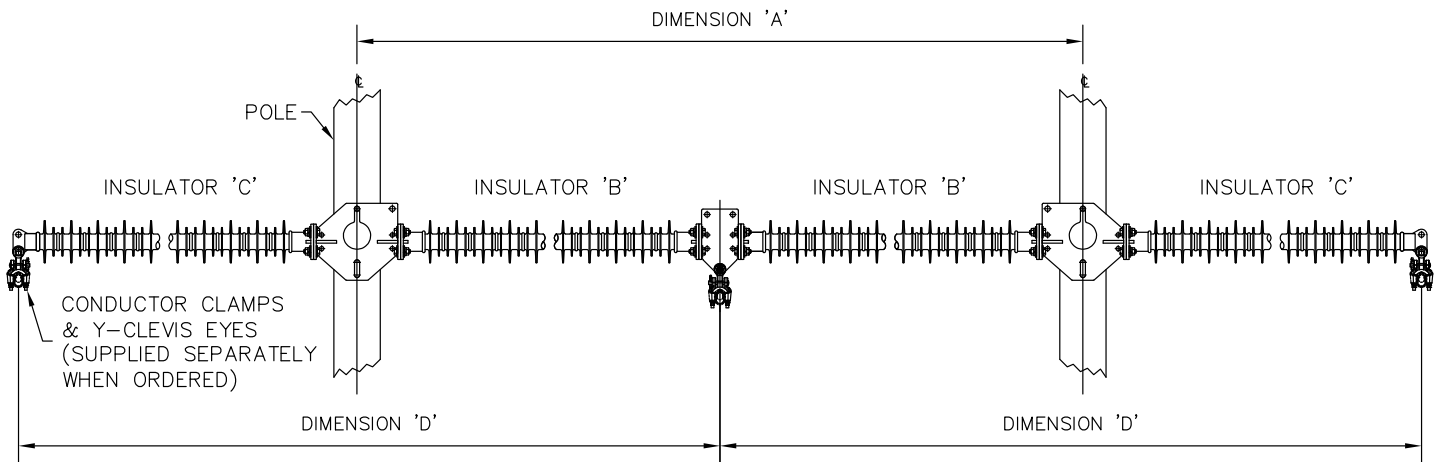 DIMENSION 'A'
℄ ℄
POLE
INSULATOR 'C' INSULATOR 'B' INSULATOR 'B' INSULATOR 'C'
CONDUCTOR CLAMPS
& Y-CLEVIS EYES
(SUPPLIED SEPARATELY
WHEN ORDERED)
DIMENSION 'D' DIMENSION 'D'